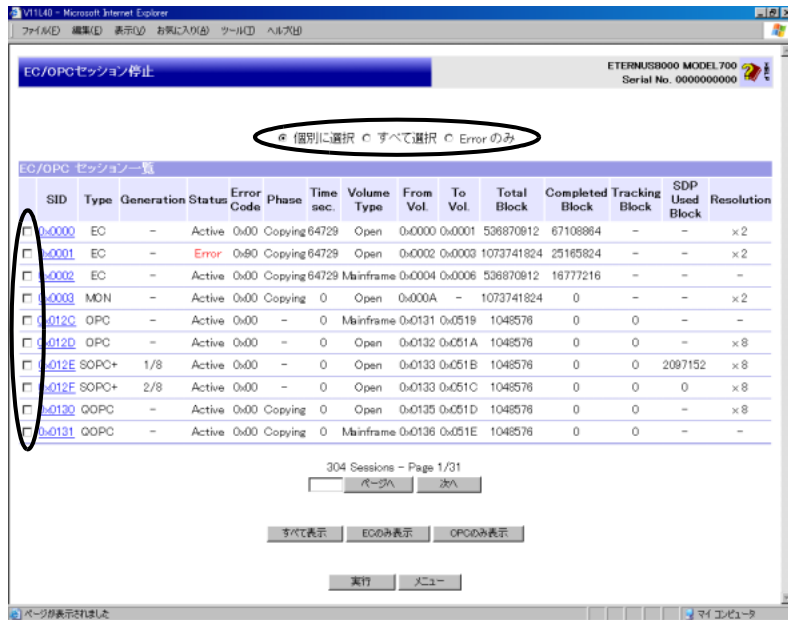 V11L40 - Microsoft Internet Explorer
ファイル(F) 編集(E) 表示(V) お気に入り(A) ツール(T) ヘルプ(H)
EC/OPCセッション停止
ETERNUS8000 MODEL700
Serial No. 0000000000
個別に選択 すべて選択 Errorのみ
EC/OPC セッション一覧
SID Type Generation Status Error Code Phase Time sec. Volume Type From Vol. To Vol. Total Block Completed Block Tracking Block SDP Used Block Resolution
0x0000 EC - Active 0x00 Copying 64729 Open 0x0000 0x0001 536870912 67108864 - - ×2
0x0001 EC - Error 0x90 Copying 64729 Open 0x0002 0x0003 1073741824 25165824 - - ×2
0x0002 EC - Active 0x00 Copying 64729 Mainframe 0x0004 0x0006 536870912 16777216 - - -
0x0003 MON - Active 0x00 Copying 0 Open 0x000A - 1073741824 0 - - ×2
0x012C OPC - Active 0x00 - 0 Mainframe 0x0131 0x0519 1048576 0 0 - -
0x012D OPC - Active 0x00 - 0 Open 0x0132 0x051A 1048576 0 0 - ×8
0x012E SOPC+ 1/8 Active 0x00 - 0 Open 0x0133 0x051B 1048576 0 0 2097152 ×8
0x012F SOPC+ 2/8 Active 0x00 - 0 Open 0x0133 0x051C 1048576 0 0 0 ×8
0x0130 QOPC - Active 0x00 Copying 0 Open 0x0135 0x051D 1048576 0 0 - ×8
0x0131 QOPC - Active 0x00 Copying 0 Mainframe 0x0136 0x051E 1048576 0 0 - -
304 Sessions - Page 1/31
ページへ 次へ
すべて表示 ECのみ表示 OPCのみ表示
実行 メニュー
ページが表示されました マイ コンピュータ